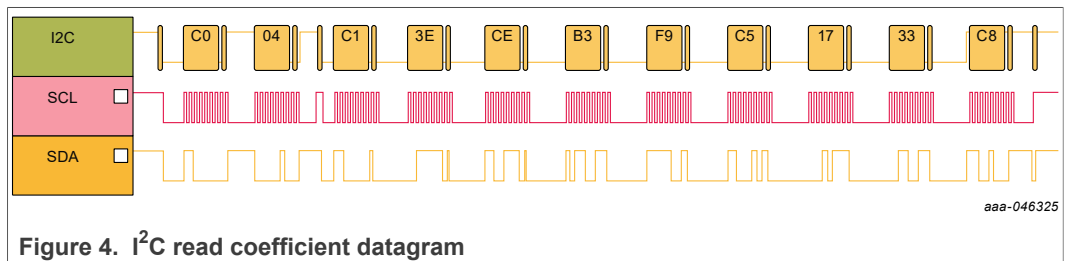 I2C C0 04 C1 3E CE B3 F9 C5 17 33 C8
SCL
SDA
aaa-046325
Figure 4. I²C read coefficient datagram